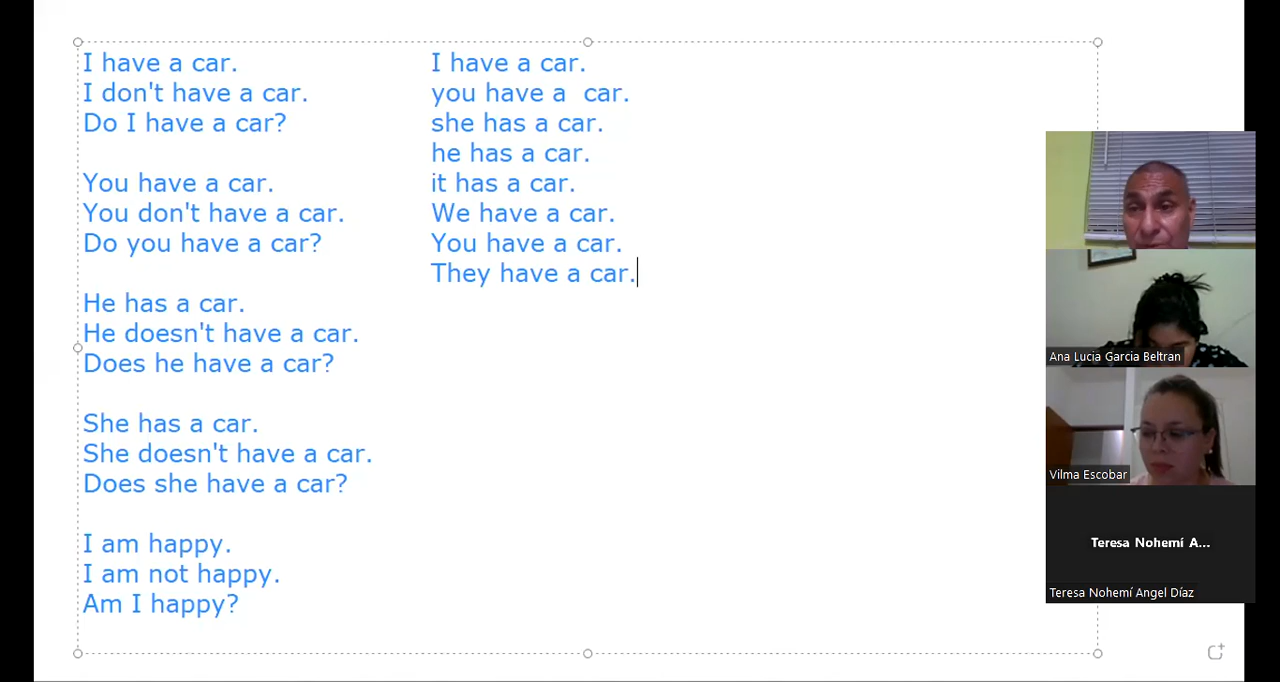 I have a car.
I don't have a car.
Do I have a car?
You have a car.
You don't have a car.
Do you have a car?
He has a car.
He doesn't have a car.
Does he have a car?
She has a car.
She doesn't have a car.
Does she have a car?
I am happy.
I am not happy.
Am I happy?
I have a car.
you have a  car.
she has a car.
he has a car.
it has a car.
We have a car.
You have a car.
They have a car.
Ana Lucia Garcia Beltran
Vilma Escobar
Teresa Nohemí A...
Teresa Nohemí Angel Díaz